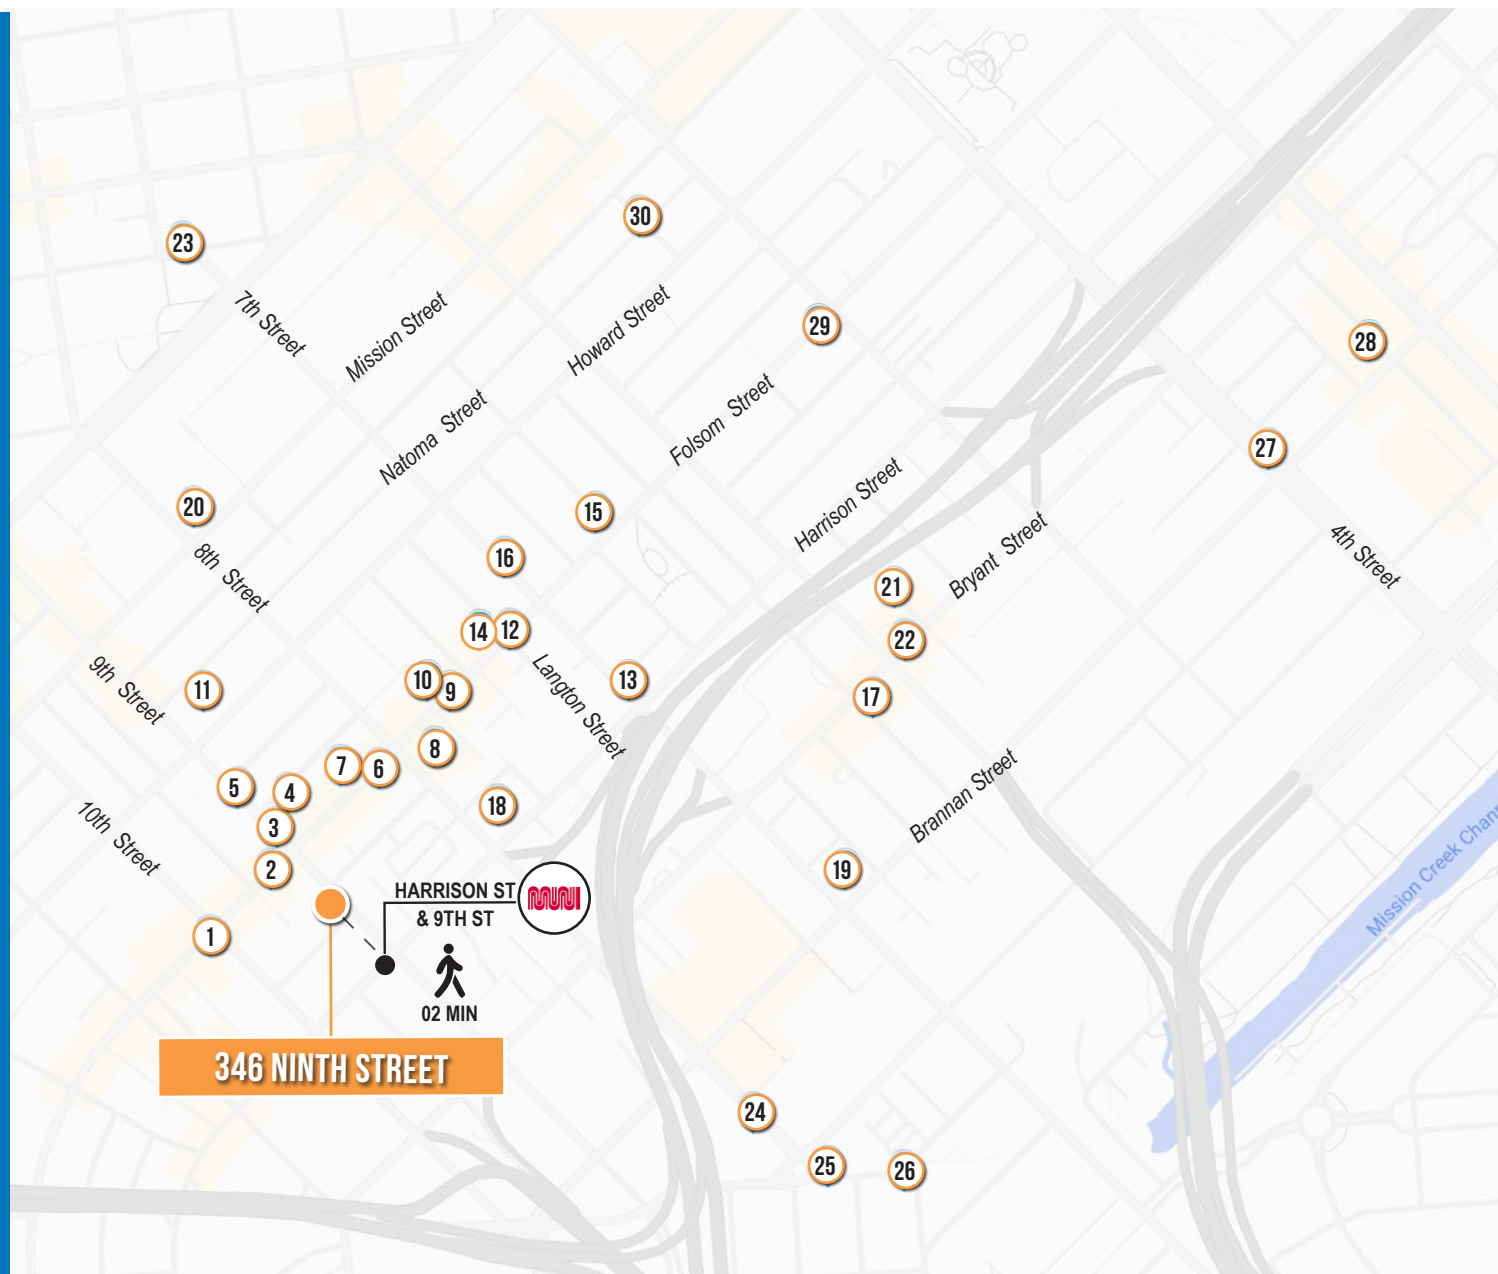 30
23
7th Street
Mission Street
Howard Street
29
28
Natoma Street
Folsom Street
27
20
15
Harrison Street
8th Street
16
Bryant Street
4th Street
21
14
12
22
9th Street
11
10
9
Langton Street
13
17
8
7
6
5
4
18
Brannan Street
3
10th Street
2
19
Mission Creek Chann
HARRISON ST
& 9TH ST
MUNI
1
02 MIN
346 NINTH STREET
24
25
26